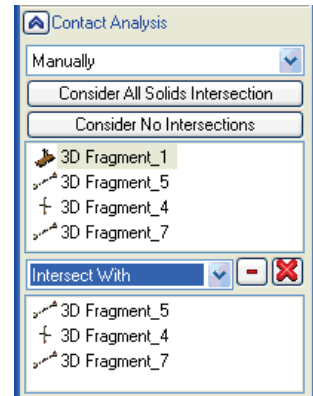 Contact Analysis
Manually
Consider All Solids Intersection
Consider No Intersections
3D Fragment_1
3D Fragment_5
3D Fragment_4
3D Fragment_7
Intersect With
3D Fragment_5
3D Fragment_4
3D Fragment_7